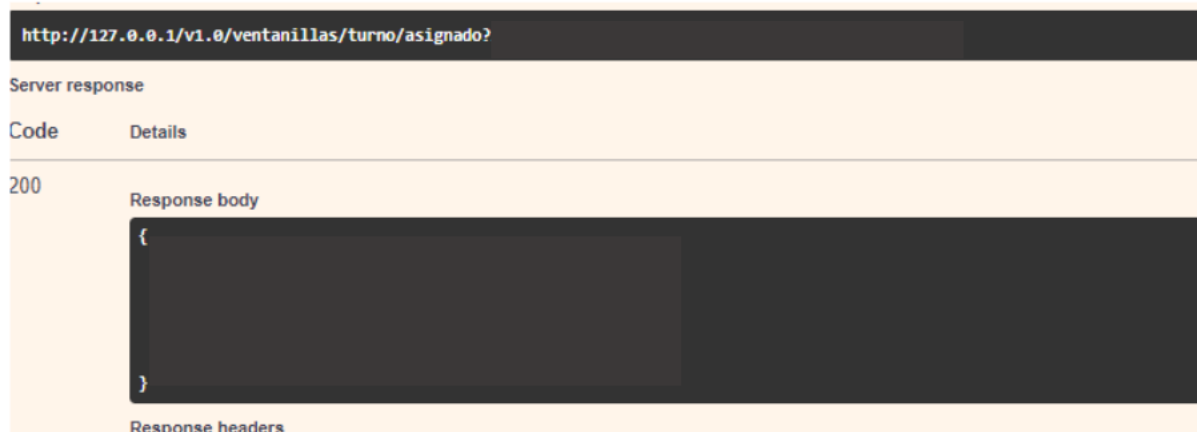 http://127.0.0.1/v1.0/ventanillas/turno/asignado?
Server response
Code Details
200
Response body
{
}
Response headers